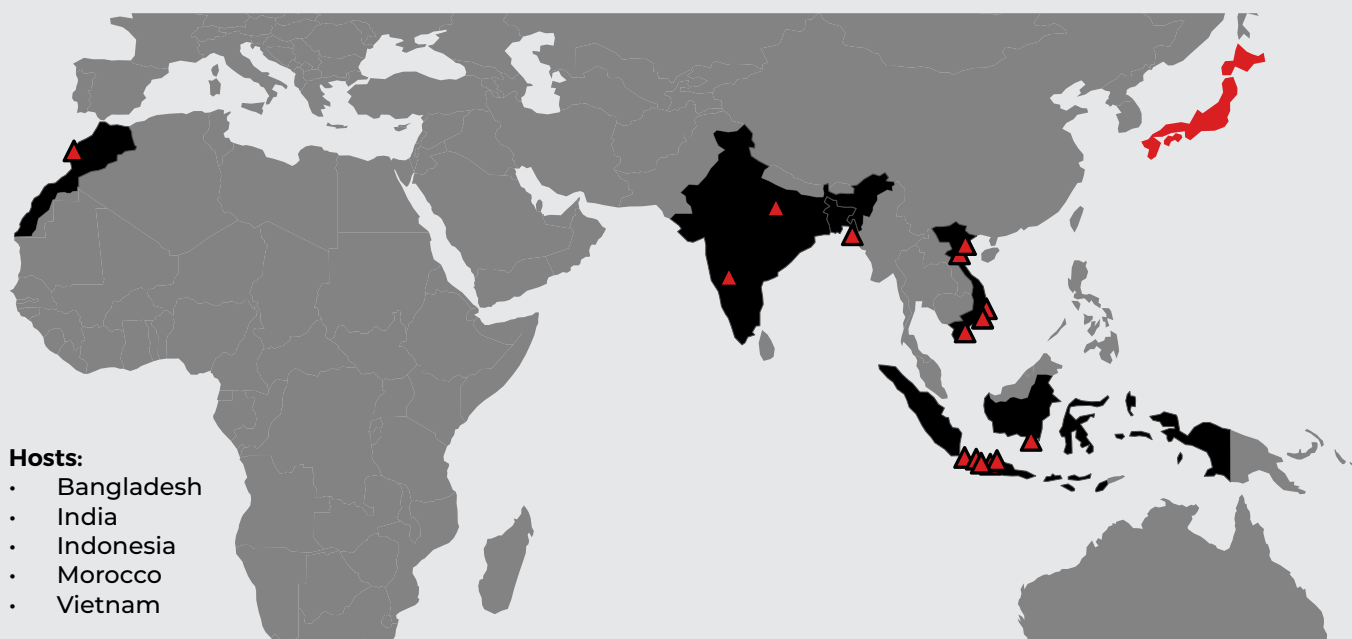 Hosts:
· Bangladesh
· India
· Indonesia
· Morocco
· Vietnam